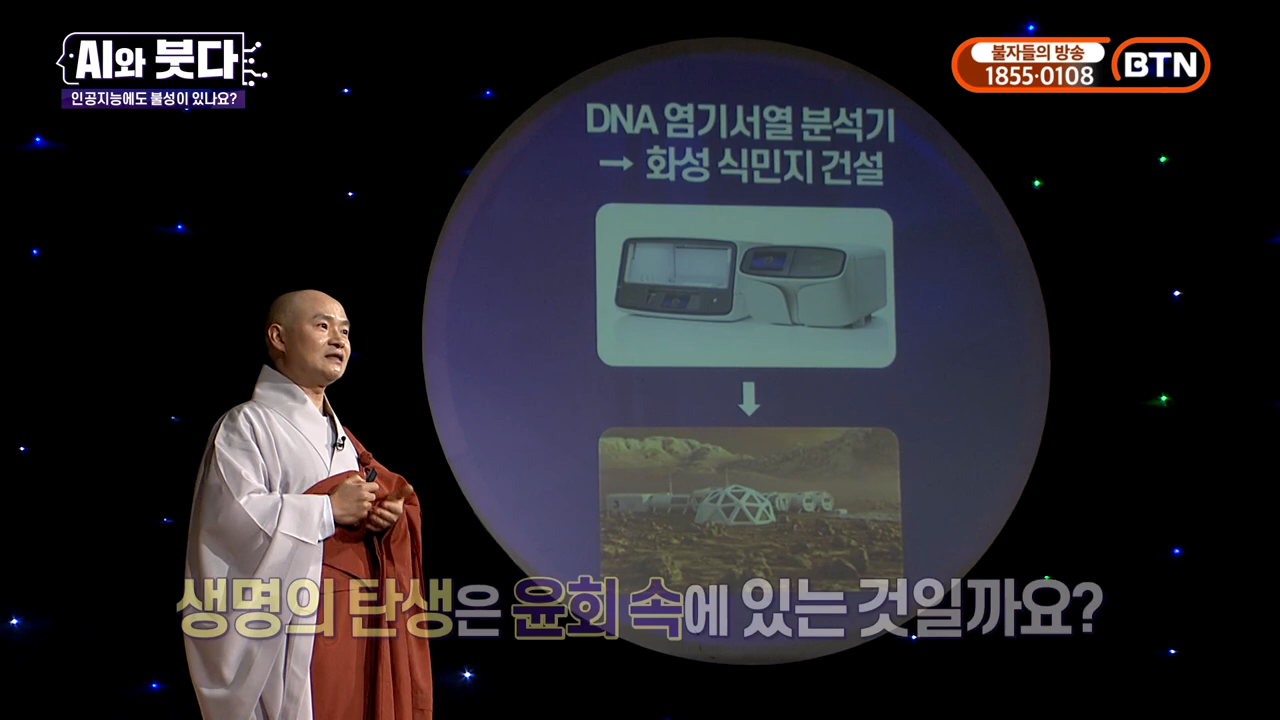 AI와 붓다
인공지능에도 불성이 있나요?
불자들의 방송
1855·0108
BTN
DNA 염기서열 분석기
→ 화성 식민지 건설
생명의 탄생은 윤회 속에 있는 것일까요?